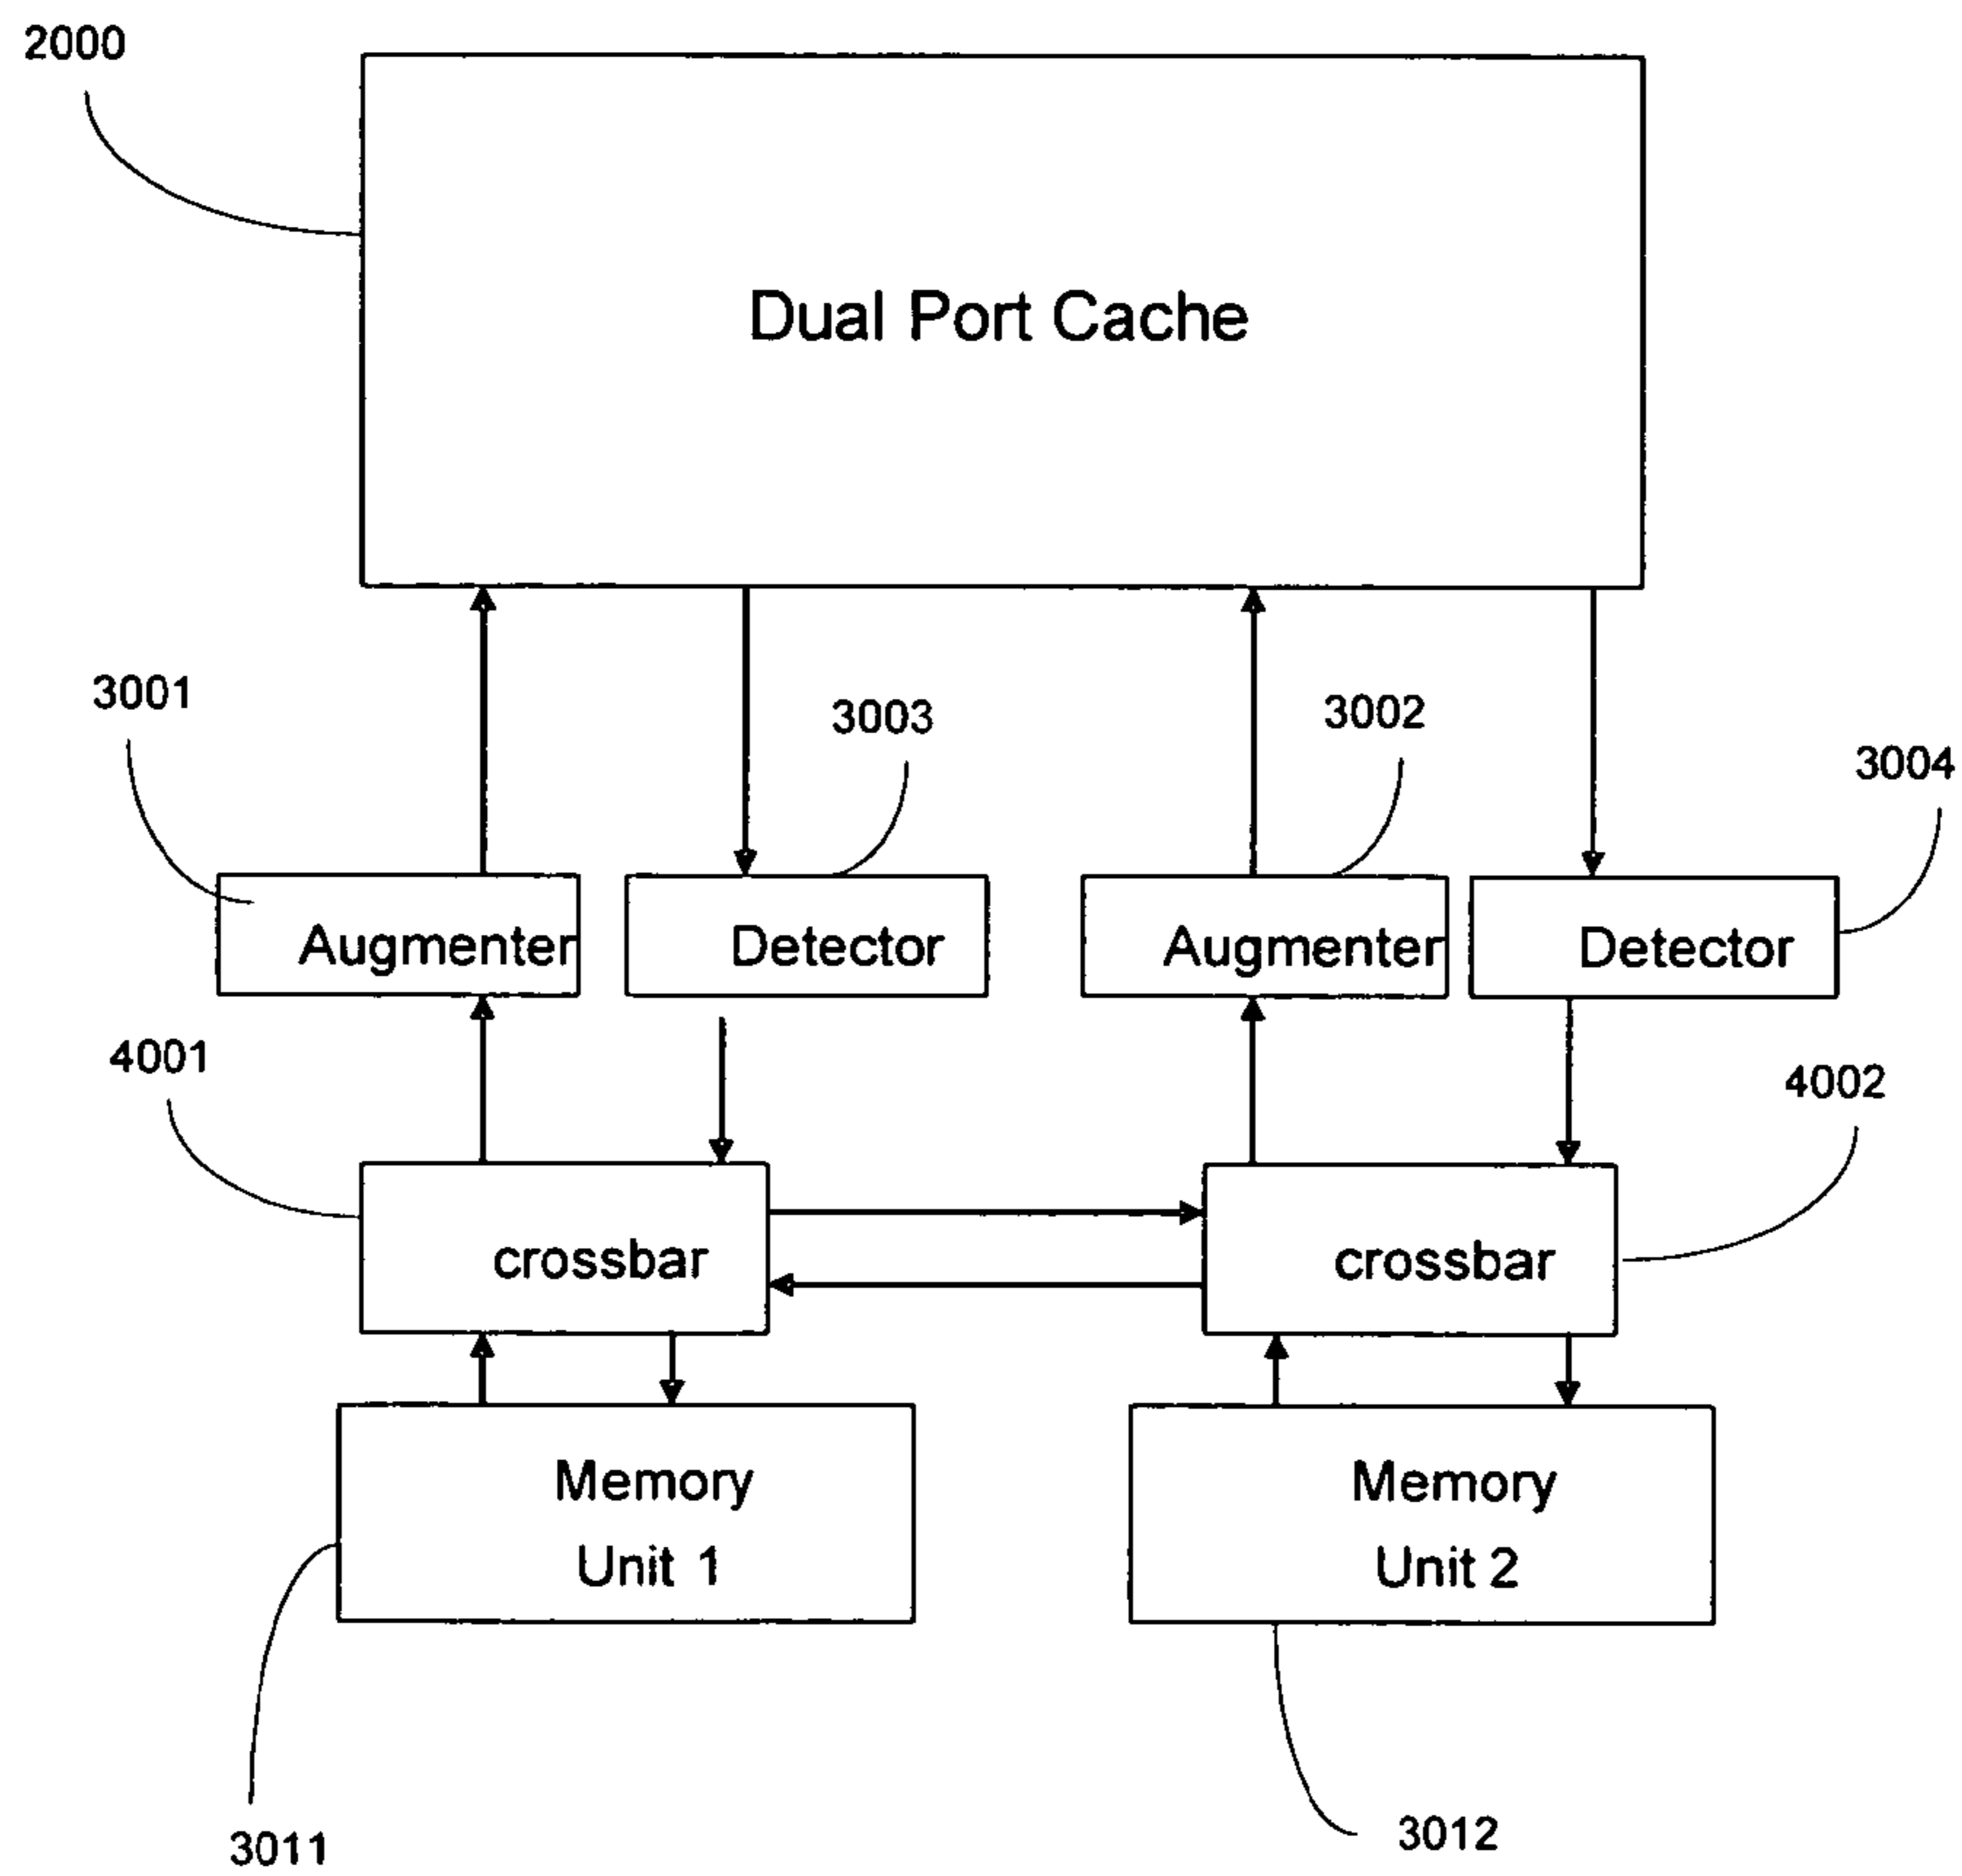 2000
Dual Port Cache
3001
3003
3002
3004
Augmenter
Detector
Augmenter
Detector
4001
4002
crossbar
crossbar
Memory
Unit 1
Memory
Unit 2
3011
3012